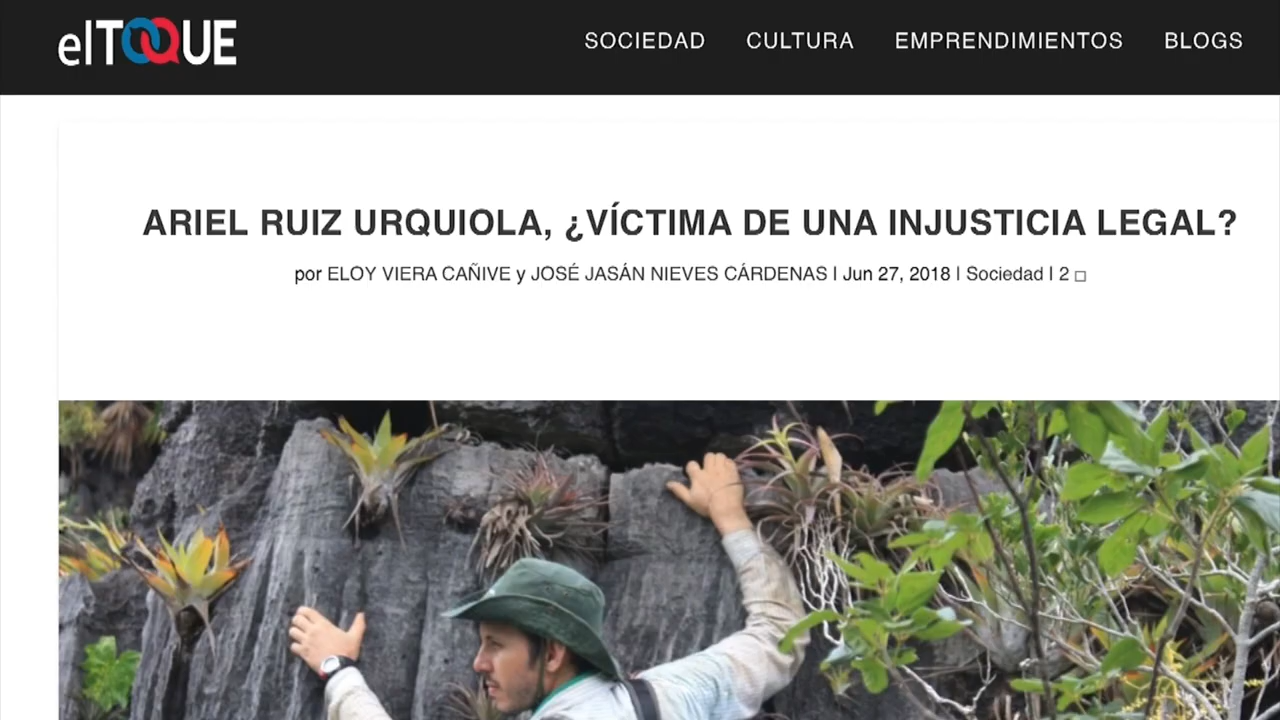 elTOQUE
SOCIEDAD CULTURA EMPRENDIMIENTOS BLOGS
ARIEL RUIZ URQUIOLA, ¿VÍCTIMA DE UNA INJUSTICIA LEGAL?
por ELOY VIERA CAÑIVE y JOSÉ JASÁN NIEVES CÁRDENAS | Jun 27, 2018 | Sociedad | 2